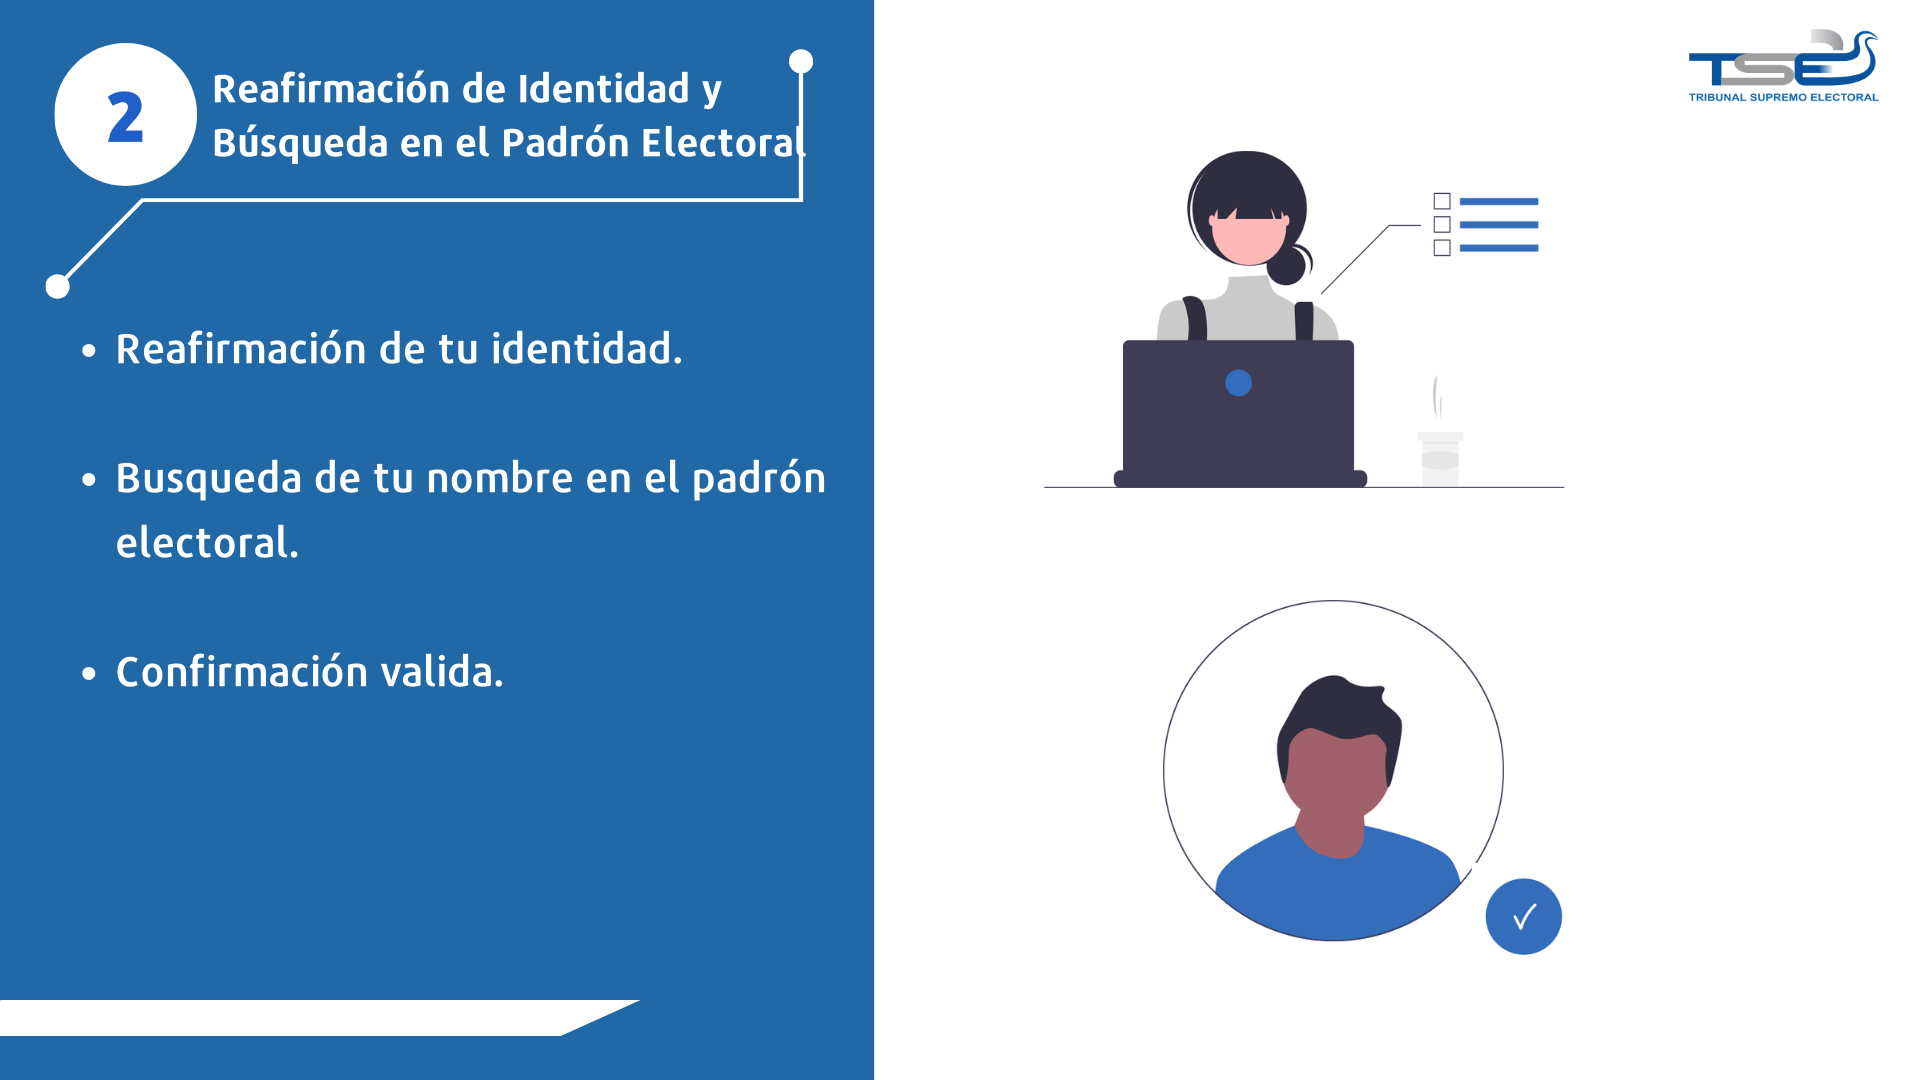 2
Reafirmación de Identidad y
Búsqueda en el Padrón Electoral
• Reafirmación de tu identidad.
• Busqueda de tu nombre en el padrón
electoral.
• Confirmación valida.
TSE
TRIBUNAL SUPREMO ELECTORAL